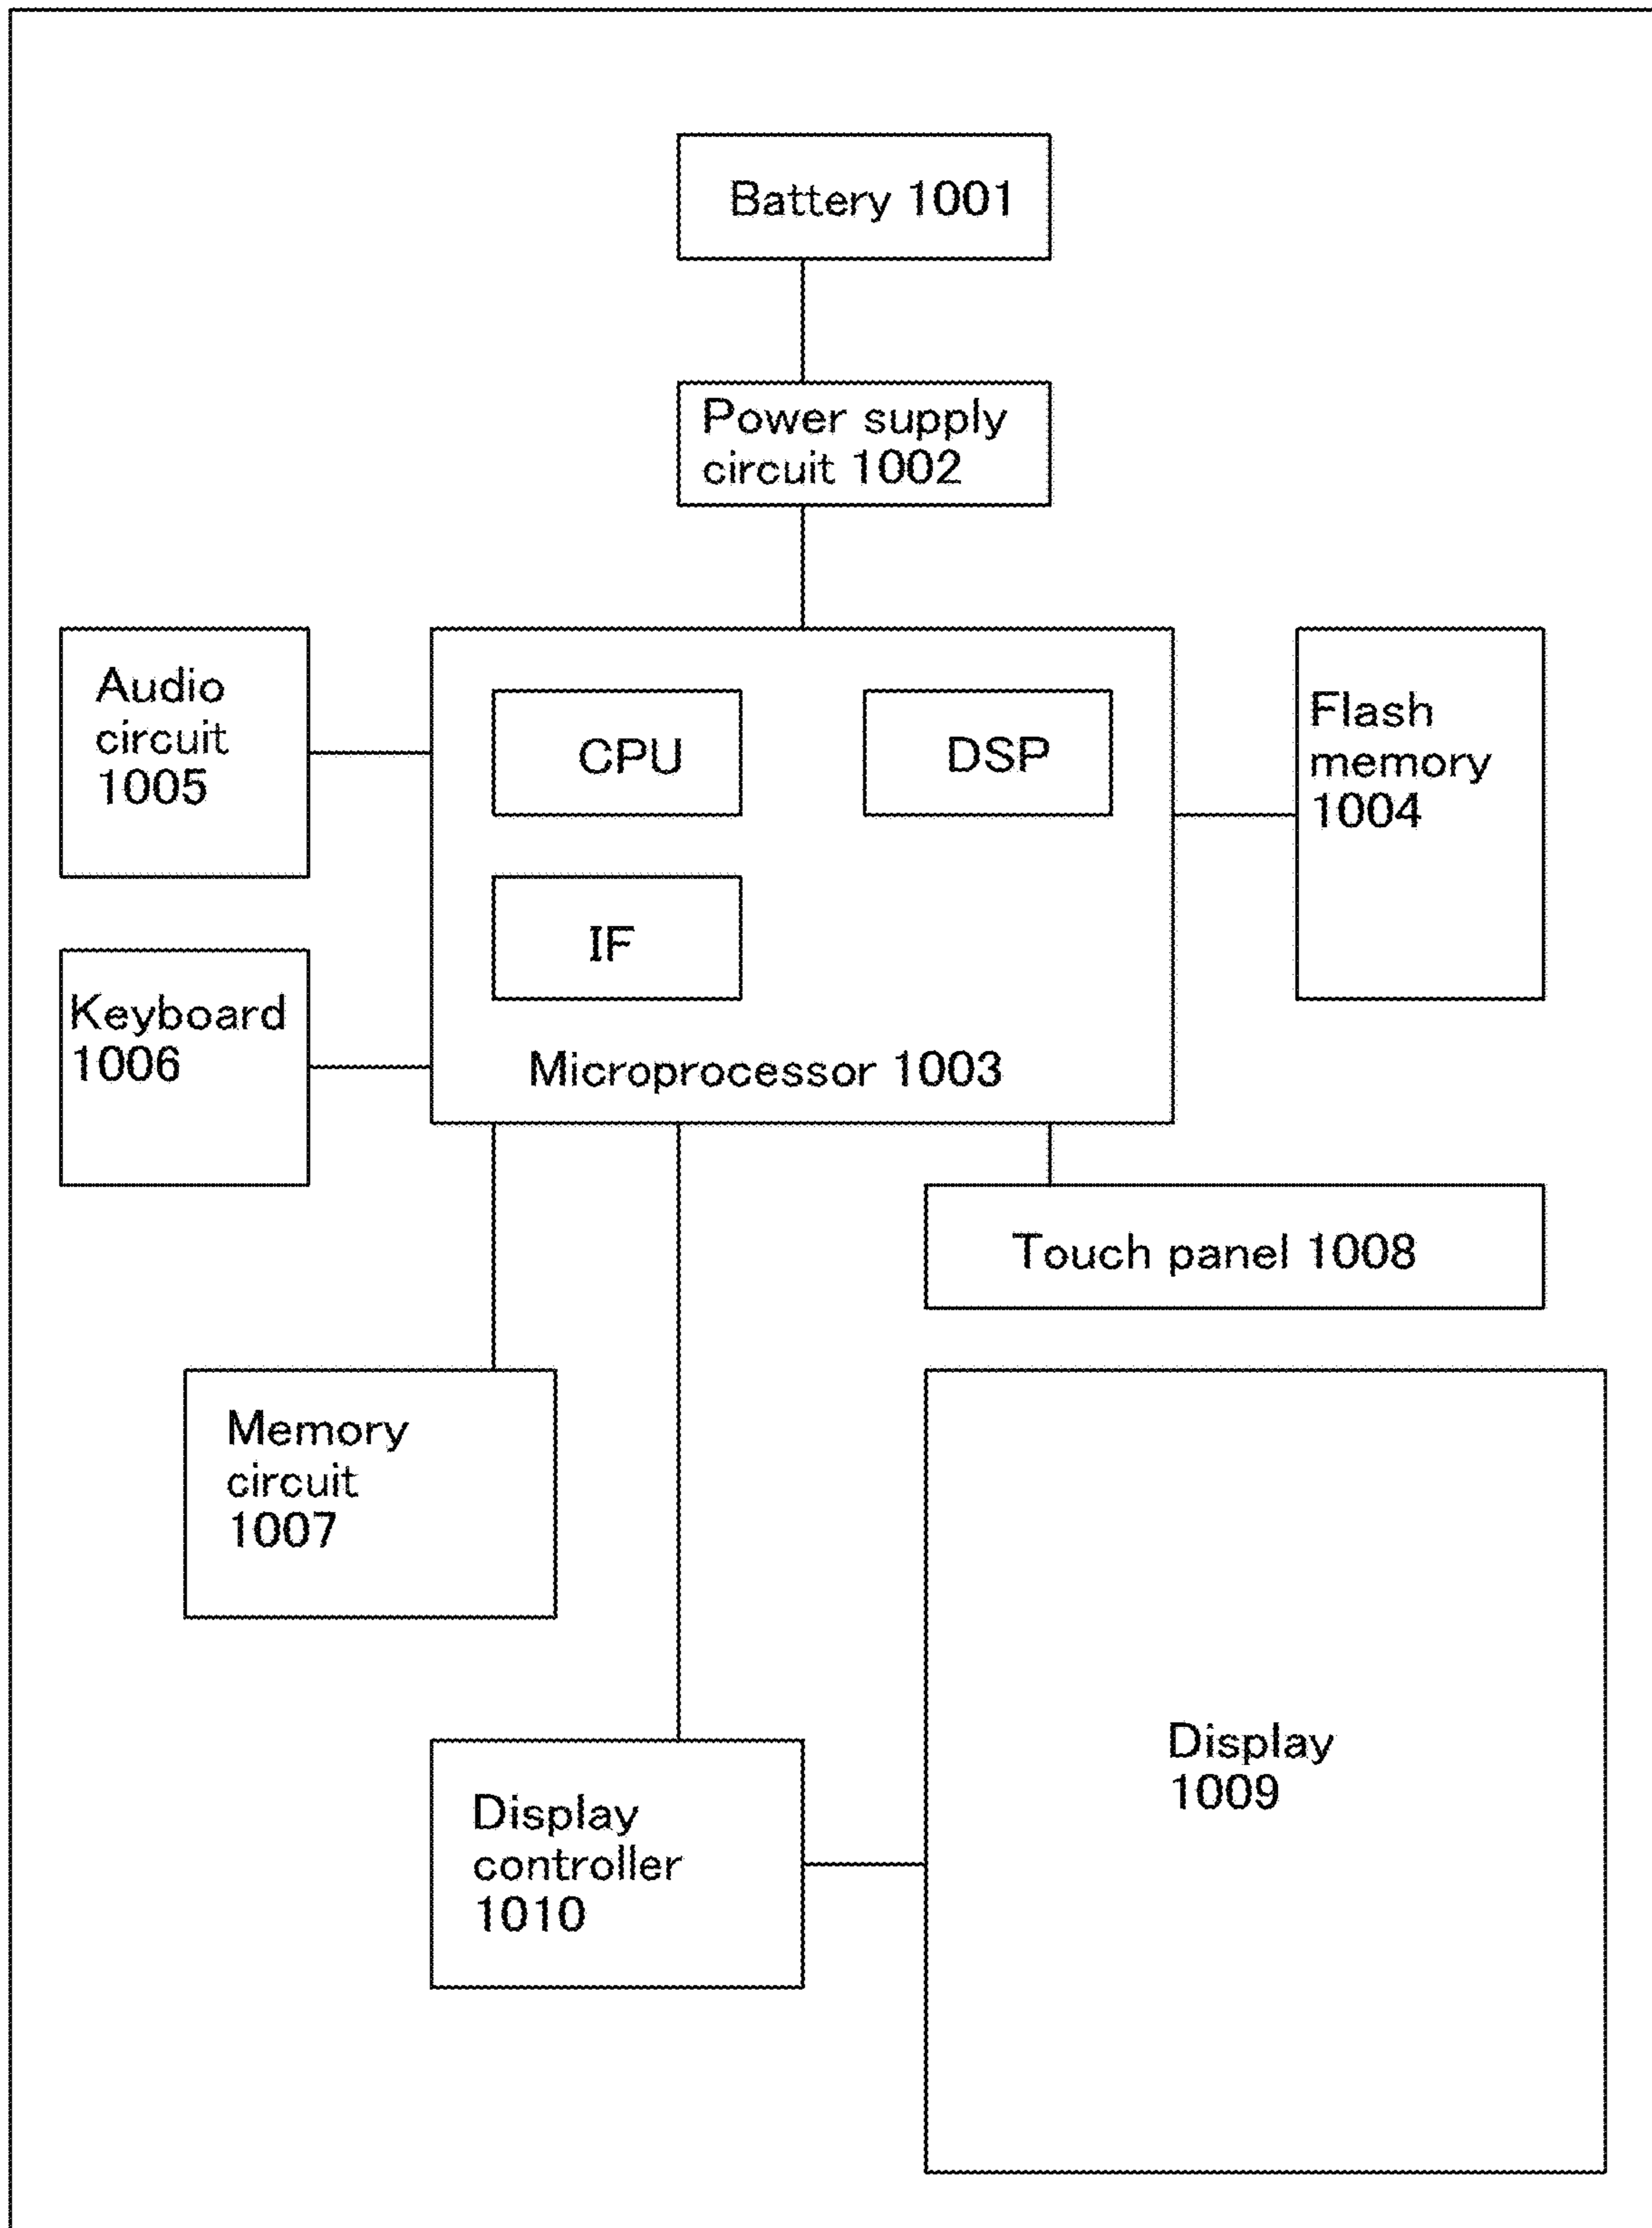 Battery 1001
Power supply
circuit 1002
Audio
circuit
1005
CPU
DSP
Flash
memory
1004
IF
Keyboard
1006
Microprocessor 1003
Touch panel 1008
Memory
circuit
1007
Display
1009
Display
controller
1010